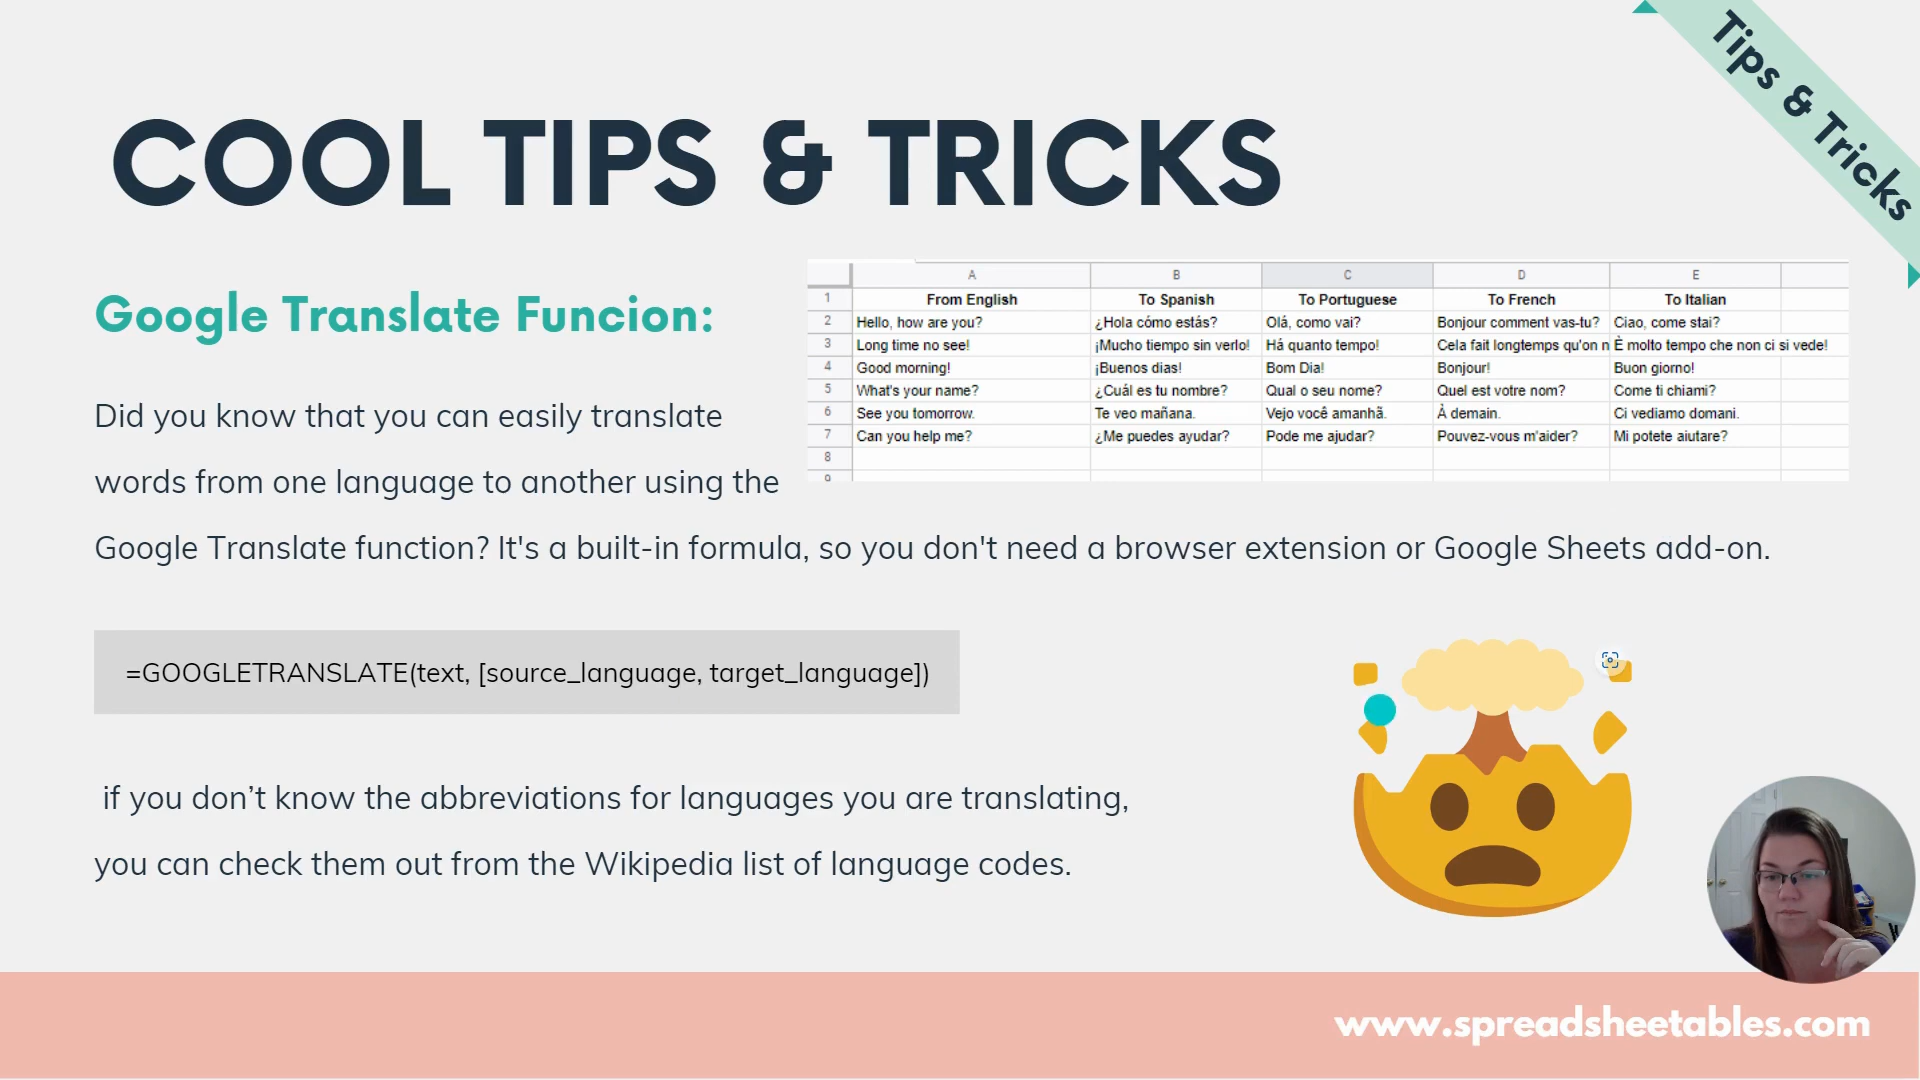 Tips & Tricks
COOL TIPS & TRICKS
Google Translate Funcion:
Did you know that you can easily translate
words from one language to another using the
Google Translate function? It's a built-in formula, so you don't need a browser extension or Google Sheets add-on.
A B C D E
1 From English To Spanish To Portuguese To French To Italian
2 Hello, how are you? ¿Hola cómo estás? Olá, como vai? Bonjour comment vas-tu? Ciao, come stai?
3 Long time no see! ¡Mucho tiempo sin verlo! Há quanto tempo! Cela fait longtemps qu'on n È molto tempo che non ci si vede!
4 Good morning! ¡Buenos dias! Bom Dia! Bonjour! Buon giorno!
5 What's your name? ¿Cuál es tu nombre? Qual o seu nome? Quel est votre nom? Come ti chiami?
6 See you tomorrow. Te veo mañana. Vejo você amanhã. À demain. Ci vediamo domani.
7 Can you help me? ¿Me puedes ayudar? Pode me ajudar? Pouvez-vous m'aider? Mi potete aiutare?
8
9
=GOOGLETRANSLATE(text, [source_language, target_language])
if you don’t know the abbreviations for languages you are translating,
you can check them out from the Wikipedia list of language codes.
www.spreadsheetables.com